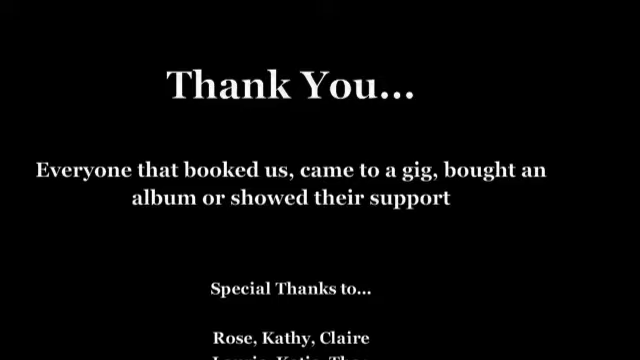 Thank You...
Everyone that booked us, came to a gig, bought an
album or showed their support
Special Thanks to...
Rose, Kathy, Claire